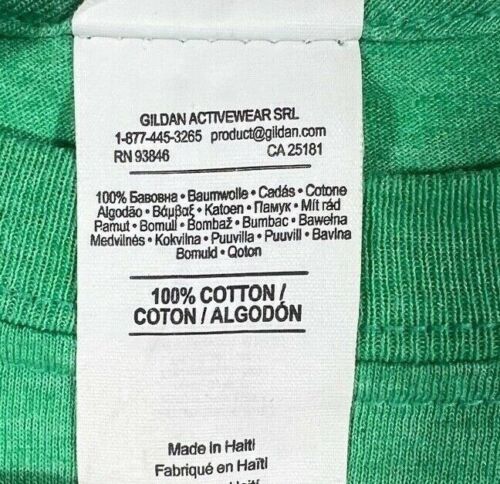 GILDAN ACTIVEWEAR SRL
1-877-445-3265 product@gildan.com
RN 93846 CA 25181
100% Бавовна • Baumwolle • Cadás • Cotone
Algodão • Βάμβαξ • Katoen • Памук • Mít rád
Pamut • Bomull • Bombaž • Bumbac • Bawełna
Medvilnės • Kokvilna • Puuvilla • Puuvill • Bavlna
Bomuld • Qoton
100% COTTON /
COTON / ALGODÓN
Made in Haiti
Fabriqué en Haïti